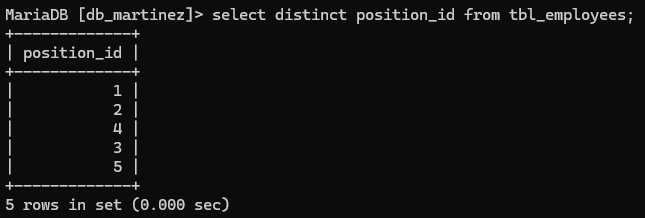 MariaDB [db_martinez]> select distinct position_id from tbl_employees;
+-------------+
| position_id |
+-------------+
|           1 |
|           2 |
|           4 |
|           3 |
|           5 |
+-------------+
5 rows in set (0.000 sec)